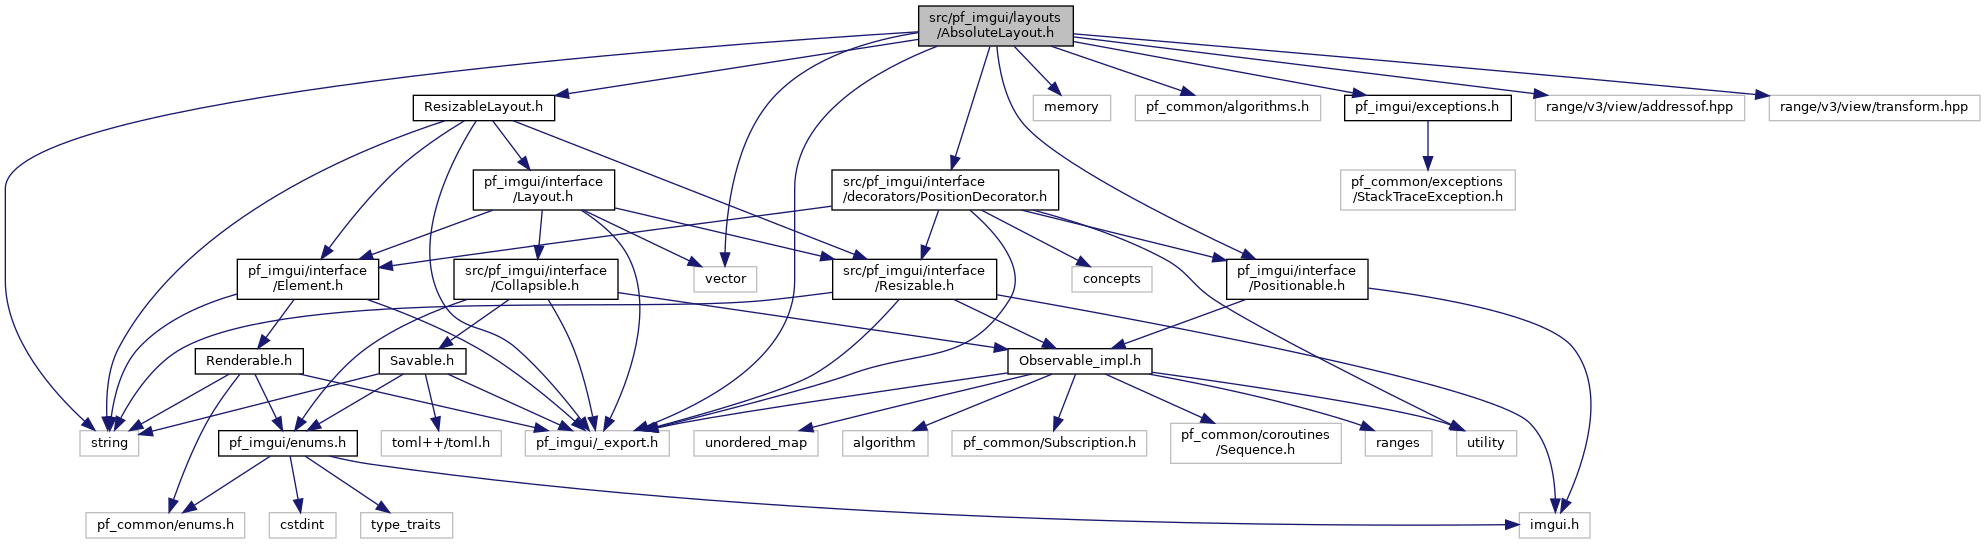 src/pf_imgui/layouts
/AbsoluteLayout.h
ResizableLayout.h
memory
pf_common/algorithms.h
pf_imgui/exceptions.h
range/v3/view/addressof.hpp
range/v3/view/transform.hpp
pf_imgui/interface
/Layout.h
src/pf_imgui/interface
/decorators/PositionDecorator.h
pf_common/exceptions
/StackTraceException.h
pf_imgui/interface
/Element.h
src/pf_imgui/interface
/Collapsible.h
vector
src/pf_imgui/interface
/Resizable.h
concepts
pf_imgui/interface
/Positionable.h
Renderable.h
Savable.h
Observable_impl.h
string
pf_imgui/enums.h
toml++/toml.h
pf_imgui/_export.h
unordered_map
algorithm
pf_common/Subscription.h
pf_common/coroutines
/Sequence.h
ranges
utility
pf_common/enums.h
cstdint
type_traits
imgui.h